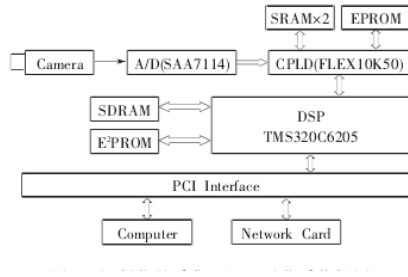 SRAM×2 EPROM
Camera A/D(SAA7114) CPLD(FLEX10K50)
SDRAM
E²PROM
DSP
TMS320C6205
PCI Interface
Computer Network Card